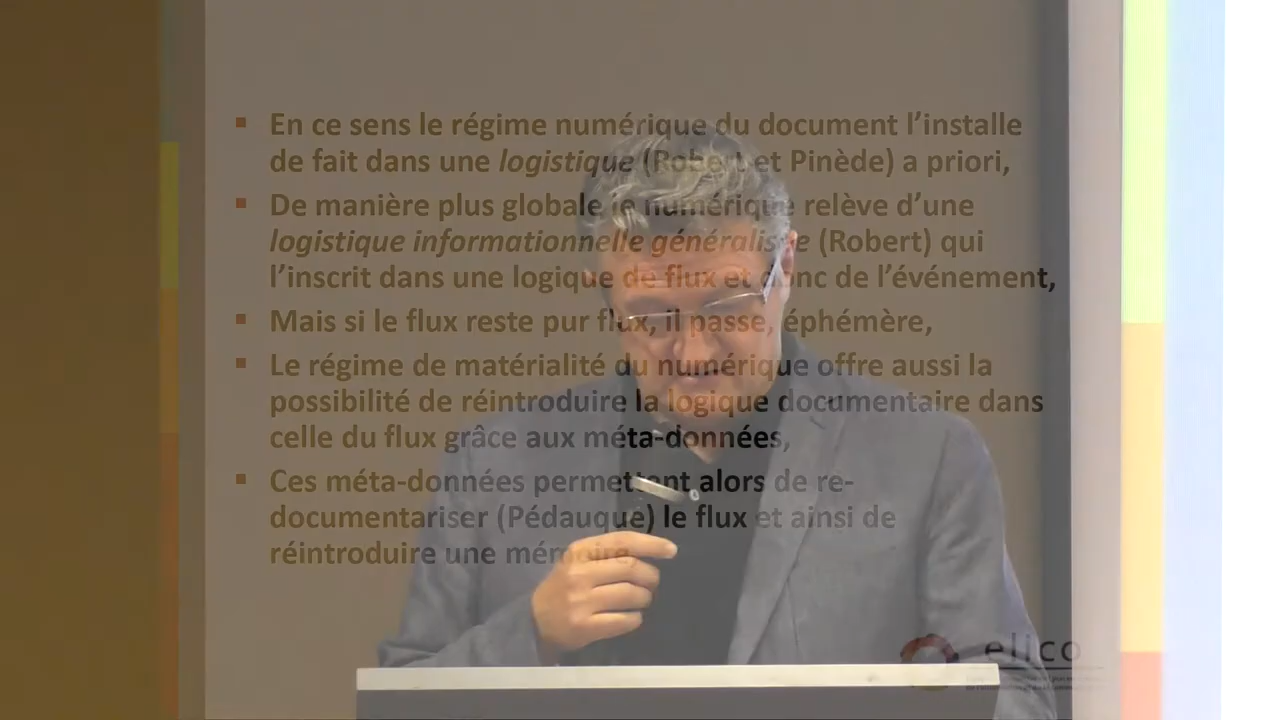 En ce sens le régime numérique du document l’installe
de fait dans une logistique (Robert et Pinède) a priori,
De manière plus globale le numérique relève d’une
logistique informationnelle généraliste (Robert) qui
l’inscrit dans une logique de flux et donc de l’événement,
Mais si le flux reste pur flux, il passe, éphémère,
Le régime de matérialité du numérique offre aussi la
possibilité de réintroduire la logique documentaire dans
celle du flux grâce aux méta-données,
Ces méta-données permettent alors de re-
documentariser (Pédauque) le flux et ainsi de
réintroduire une mémoire
elico